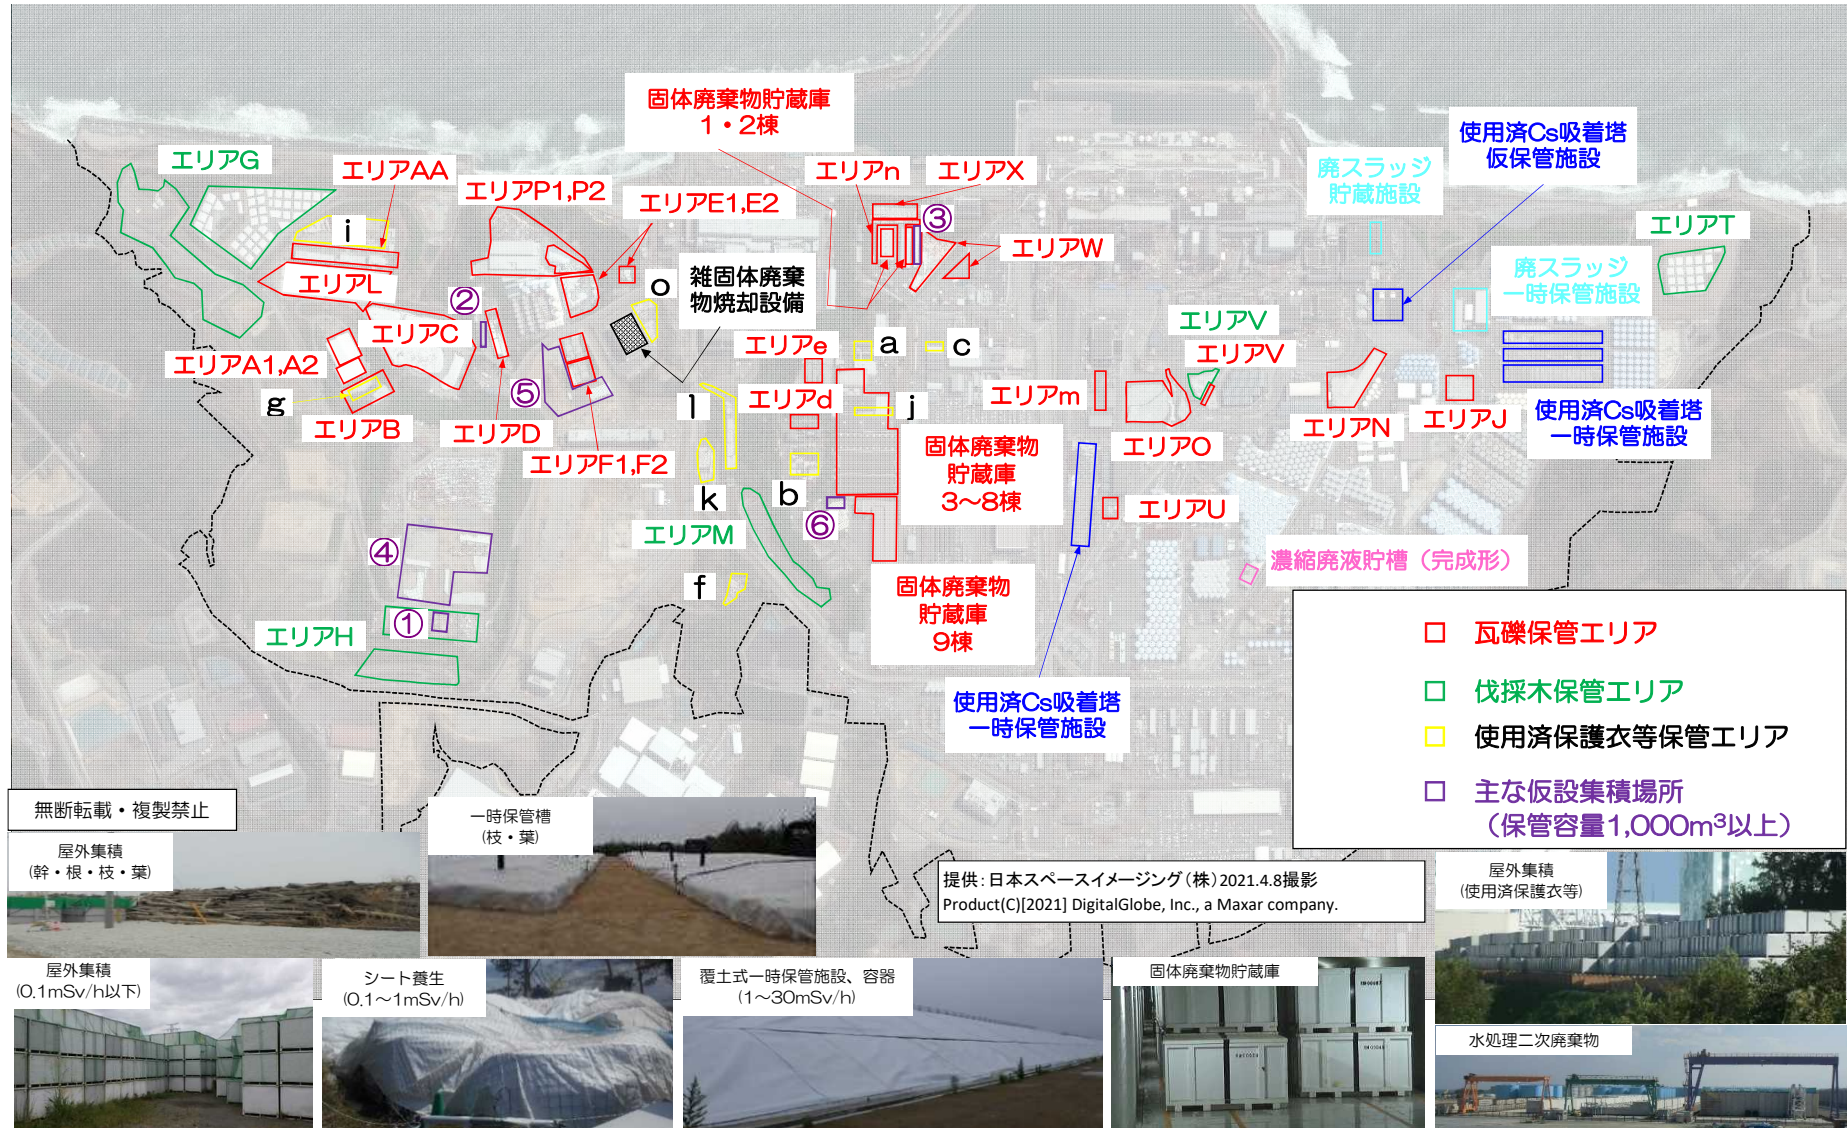 固体廃棄物貯蔵庫
1・2棟
使用済Cs吸着塔
仮保管施設
廃スラッジ
貯蔵施設
エリアG
エリアAA
エリアP1,P2
エリアE1,E2
エリアn
エリアX
③
エリアW
エリアT
i
エリアL
②
o
雑固体廃棄
物焼却設備
廃スラッジ
一時保管施設
エリアC
エリアA1,A2
エリアe
a
c
エリアV
エリアV
g
エリアB
エリアD
⑤
エリアF1,F2
l
エリアd
j
エリアm
エリアO
エリアN
エリアJ
使用済Cs吸着塔
一時保管施設
k
b
⑥
固体廃棄物
貯蔵庫
3～8棟
エリアU
エリアM
④
f
濃縮廃液貯槽（完成形）
固体廃棄物
貯蔵庫
9棟
①
エリアH
使用済Cs吸着塔
一時保管施設
瓦礫保管エリア
伐採木保管エリア
使用済保護衣等保管エリア
主な仮設集積場所
（保管容量1,000m³以上）
無断転載・複製禁止
屋外集積
(幹・根・枝・葉)
一時保管槽
(枝・葉)
提供：日本スペースイメージング（株）2021.4.8撮影
Product(C)[2021] DigitalGlobe, Inc., a Maxar company.
屋外集積
(使用済保護衣等)
屋外集積
(0.1mSv/h以下)
シート養生
(0.1～1mSv/h)
覆土式一時保管施設、容器
(1～30mSv/h)
固体廃棄物貯蔵庫
水処理二次廃棄物